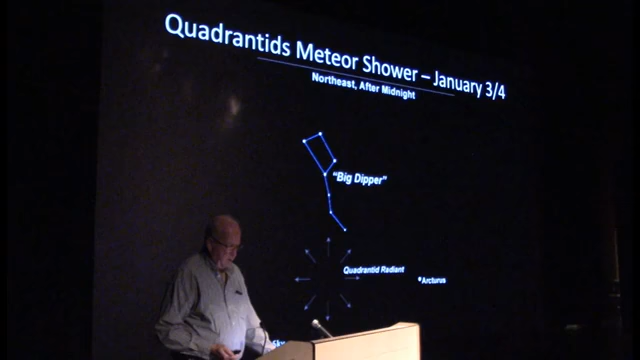 Quadrantids Meteor Shower – January 3/4
Northeast, After Midnight
"Big Dipper"
Quadrantid Radiant
Arcturus